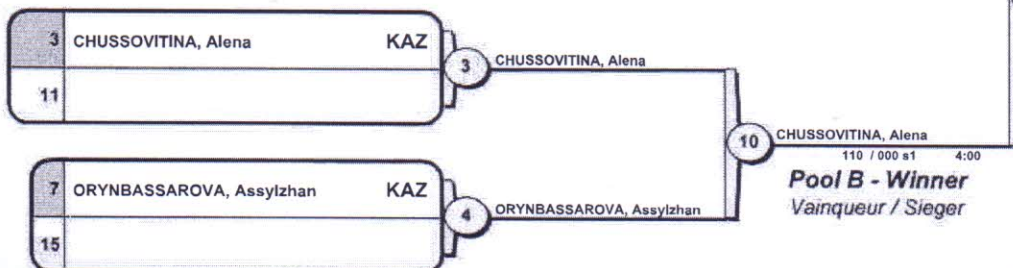 3 CHUSSOVITINA, Alena KAZ
11
3 CHUSSOVITINA, Alena
7 ORYNBASSAROVA, Assylzhan KAZ
15
4 ORYNBASSAROVA, Assylzhan
10 CHUSSOVITINA, Alena
110 / 000 s1 4:00
Pool B - Winner
Vainqueur / Sieger